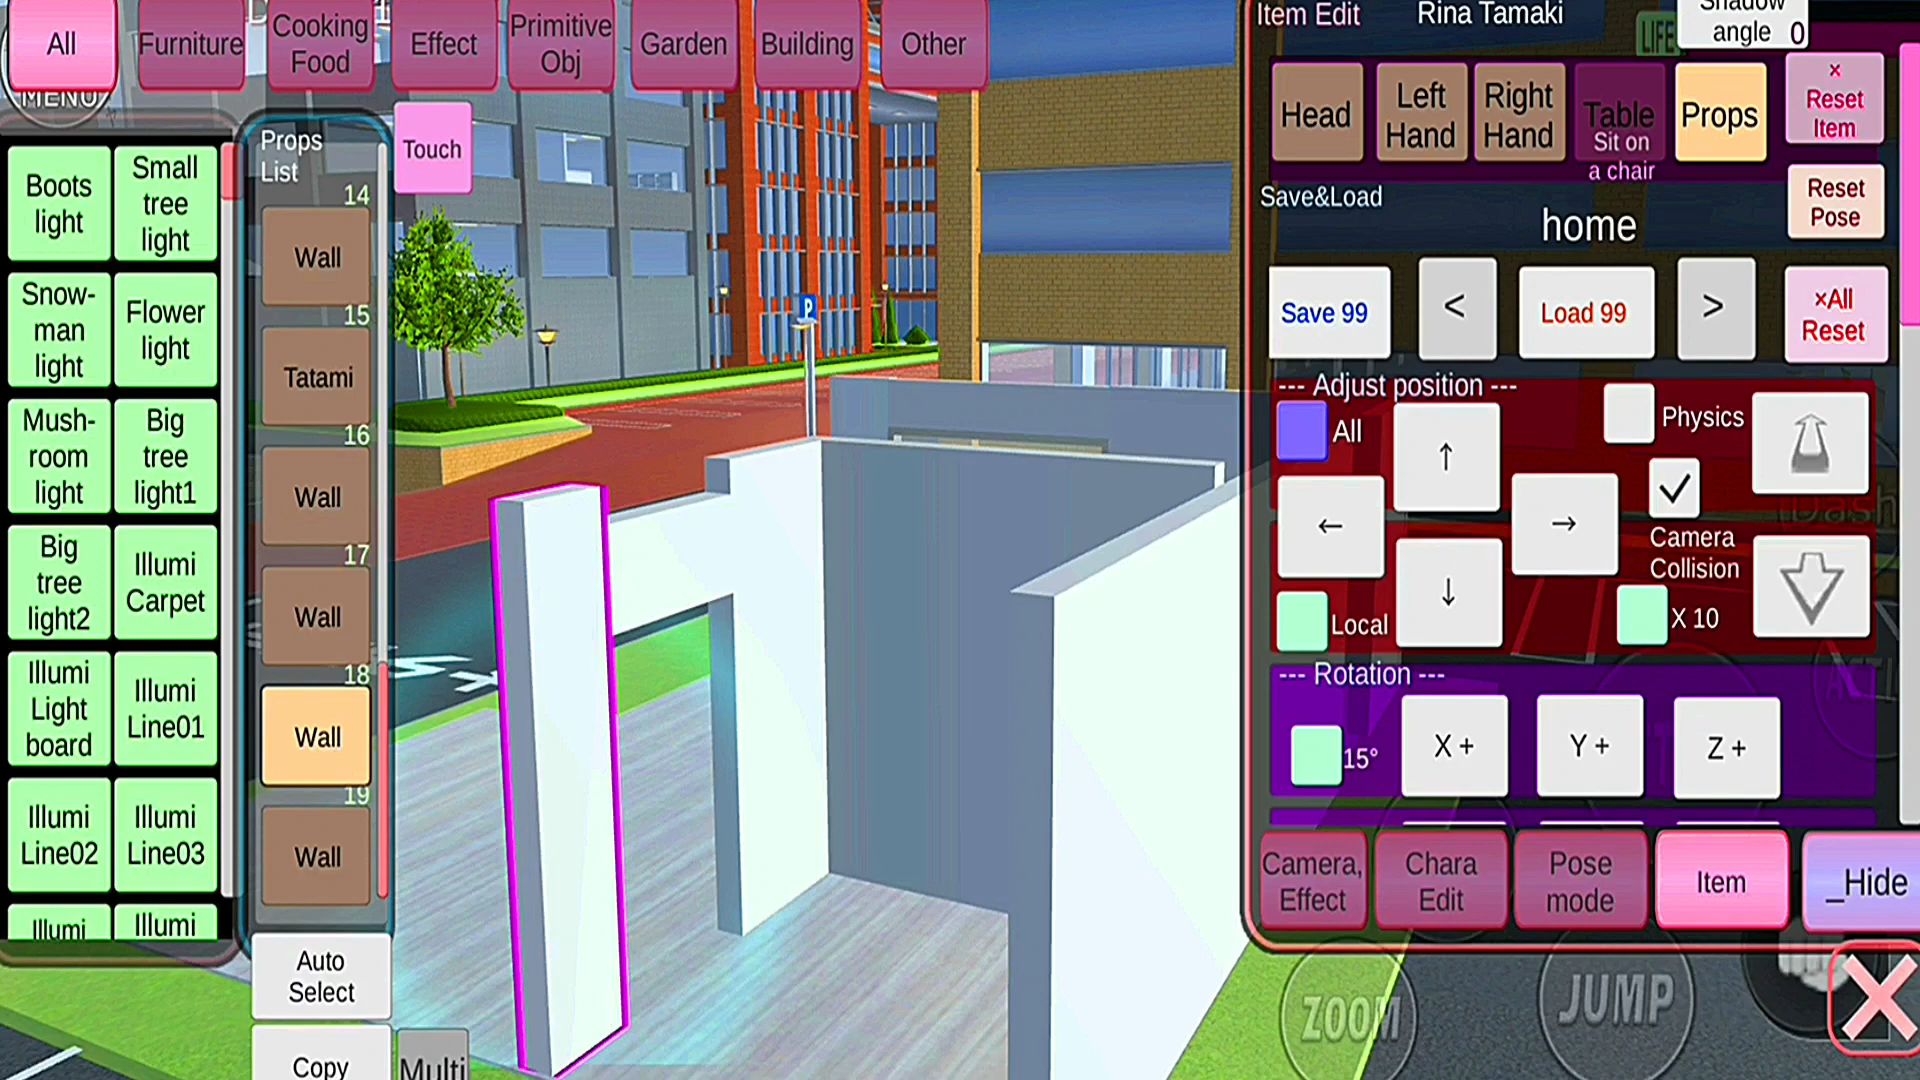 All
Furniture
Cooking
Food
Effect
Primitive
Obj
Garden
Building
Other
MENU
Boots
light
Small
tree
light
Snow-
man
light
Flower
light
Mush-
room
light
Big
tree
light1
Big
tree
light2
Illumi
Carpet
Illumi
Light
board
Illumi
Line01
Illumi
Line02
Illumi
Line03
Illumi
Illumi
Props
List
14
Wall
15
Tatami
16
Wall
17
Wall
18
Wall
19
Wall
Auto
Select
Copy
Multi
Touch
P
Item Edit
Rina Tamaki
LIFE
Shadow
angle 0
Head
Left
Hand
Right
Hand
Table
Sit on
a chair
Props
×
Reset
Item
Save&Load
home
Reset
Pose
Save 99
<
Load 99
>
×All
Reset
--- Adjust position ---
All
↑
Physics
←
→
Camera
Collision
Dash
Local
↓
X 10
--- Rotation ---
15°
X +
Y +
Z +
Camera,
Effect
Chara
Edit
Pose
mode
Item
_Hide
ZOOM
JUMP